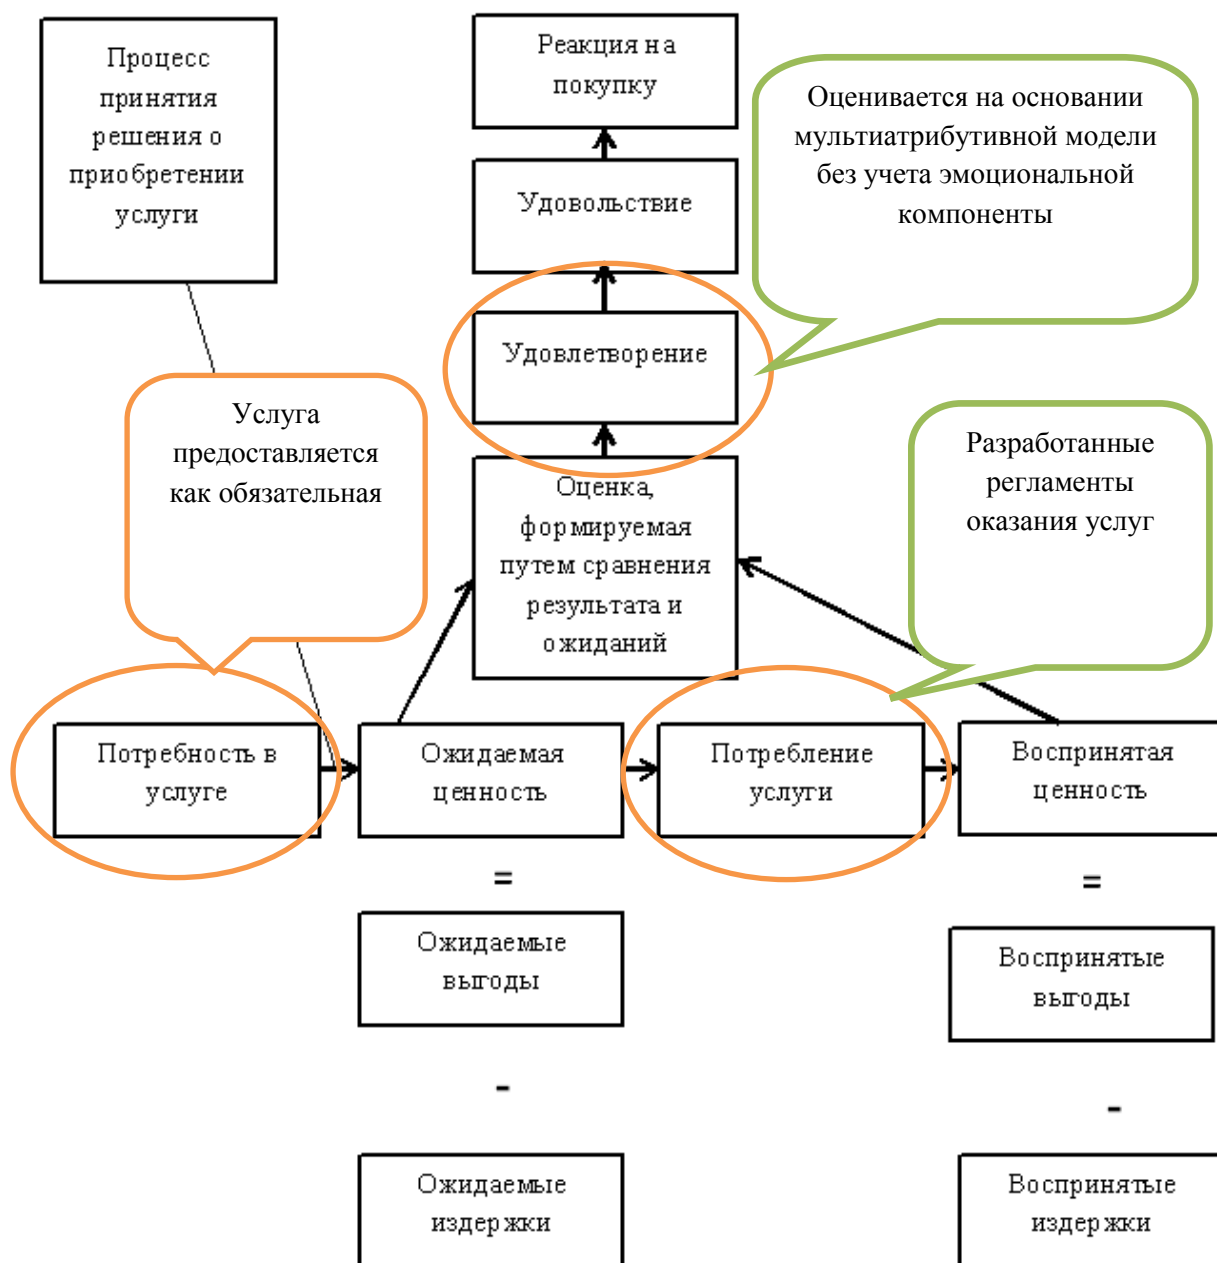 Процесс
принятия
решения о
приобретении
услуги
Реакция на
покупку
Оценивается на основании
мультиатрибутивной модели
без учета эмоциональной
компоненты
Удовольствие
Удовлетворение
Услуга
предоставляется
как обязательная
Разработанные
регламенты
оказания услуг
Оценка,
формируемая
путем сравнения
результата и
ожиданий
Потребность в
услуге
Ожидаемая
ценность
Потребление
услуги
Воспринятая
ценность
=
=
Ожидаемые
выгоды
Воспринятые
выгоды
-
-
Ожидаемые
издержки
Воспринятые
издержки